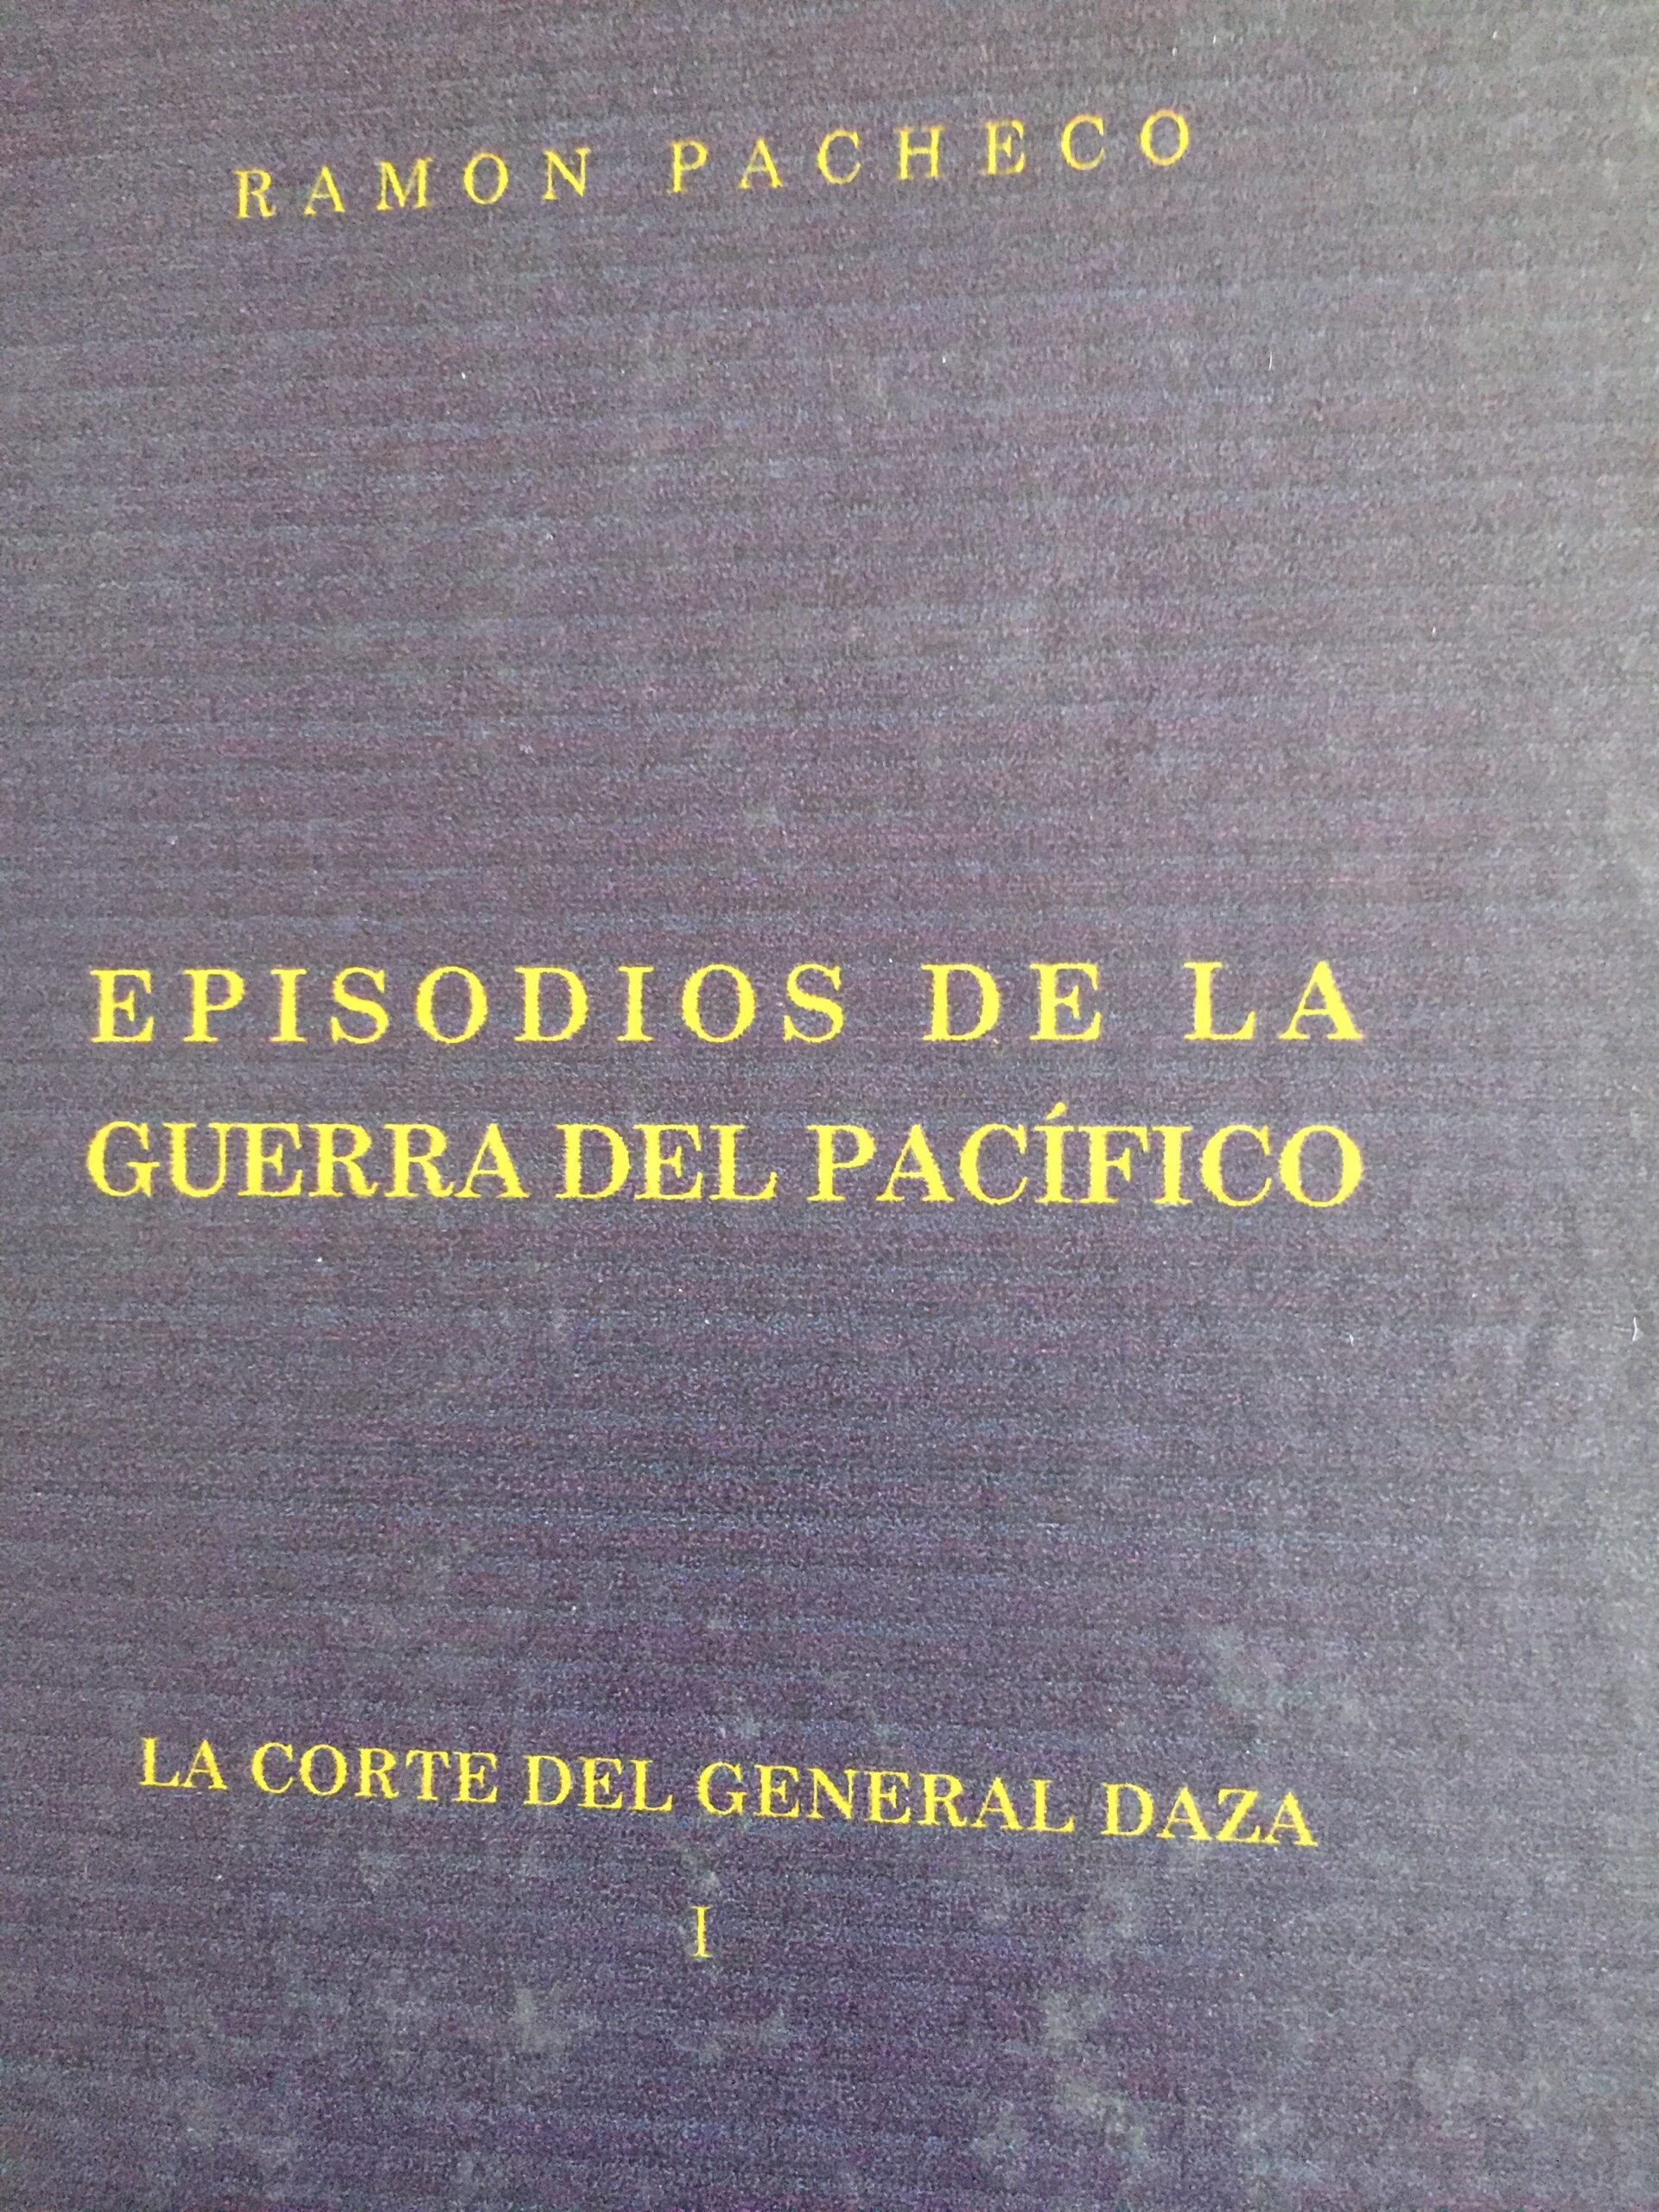 RAMON PACHECO
EPISODIOS DE LA
GUERRA DEL PACÍFICO
LA CORTE DEL GENERAL DAZA
I